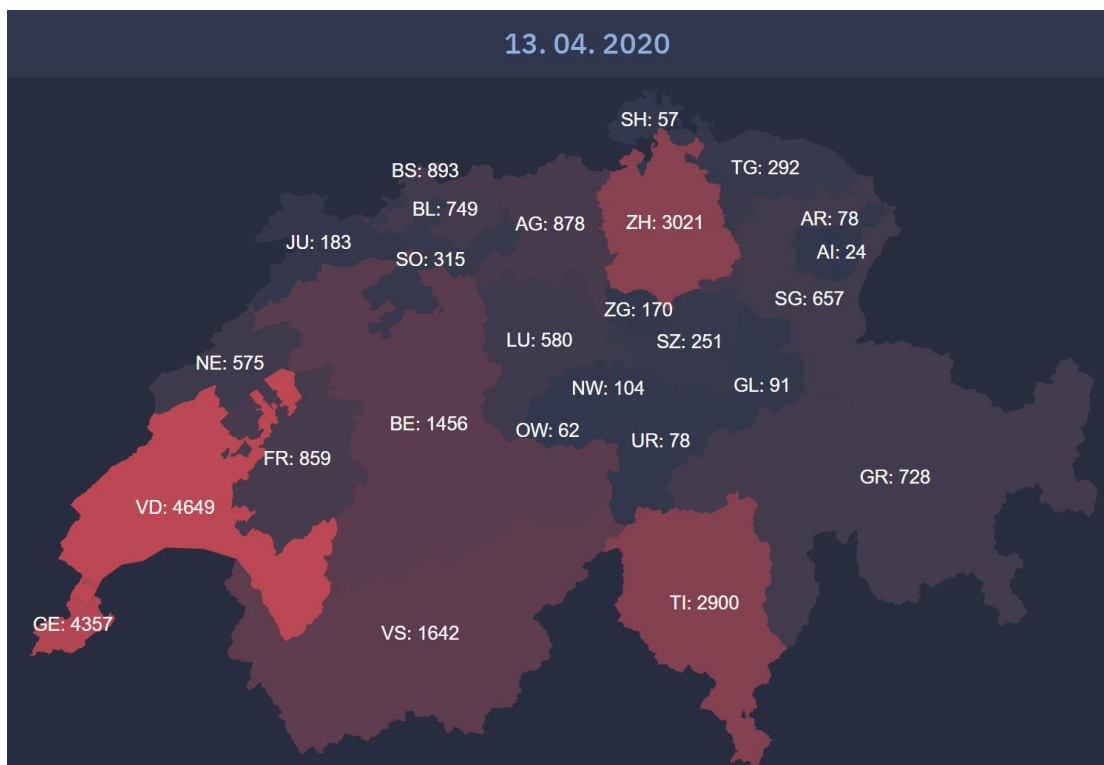 13. 04. 2020
SH: 57
BS: 893
TG: 292
BL: 749
AG: 878
ZH: 3021
AR: 78
JU: 183
SO: 315
AI: 24
SG: 657
ZG: 170
LU: 580
SZ: 251
NE: 575
NW: 104
GL: 91
BE: 1456
OW: 62
UR: 78
FR: 859
GR: 728
VD: 4649
TI: 2900
GE: 4357
VS: 1642